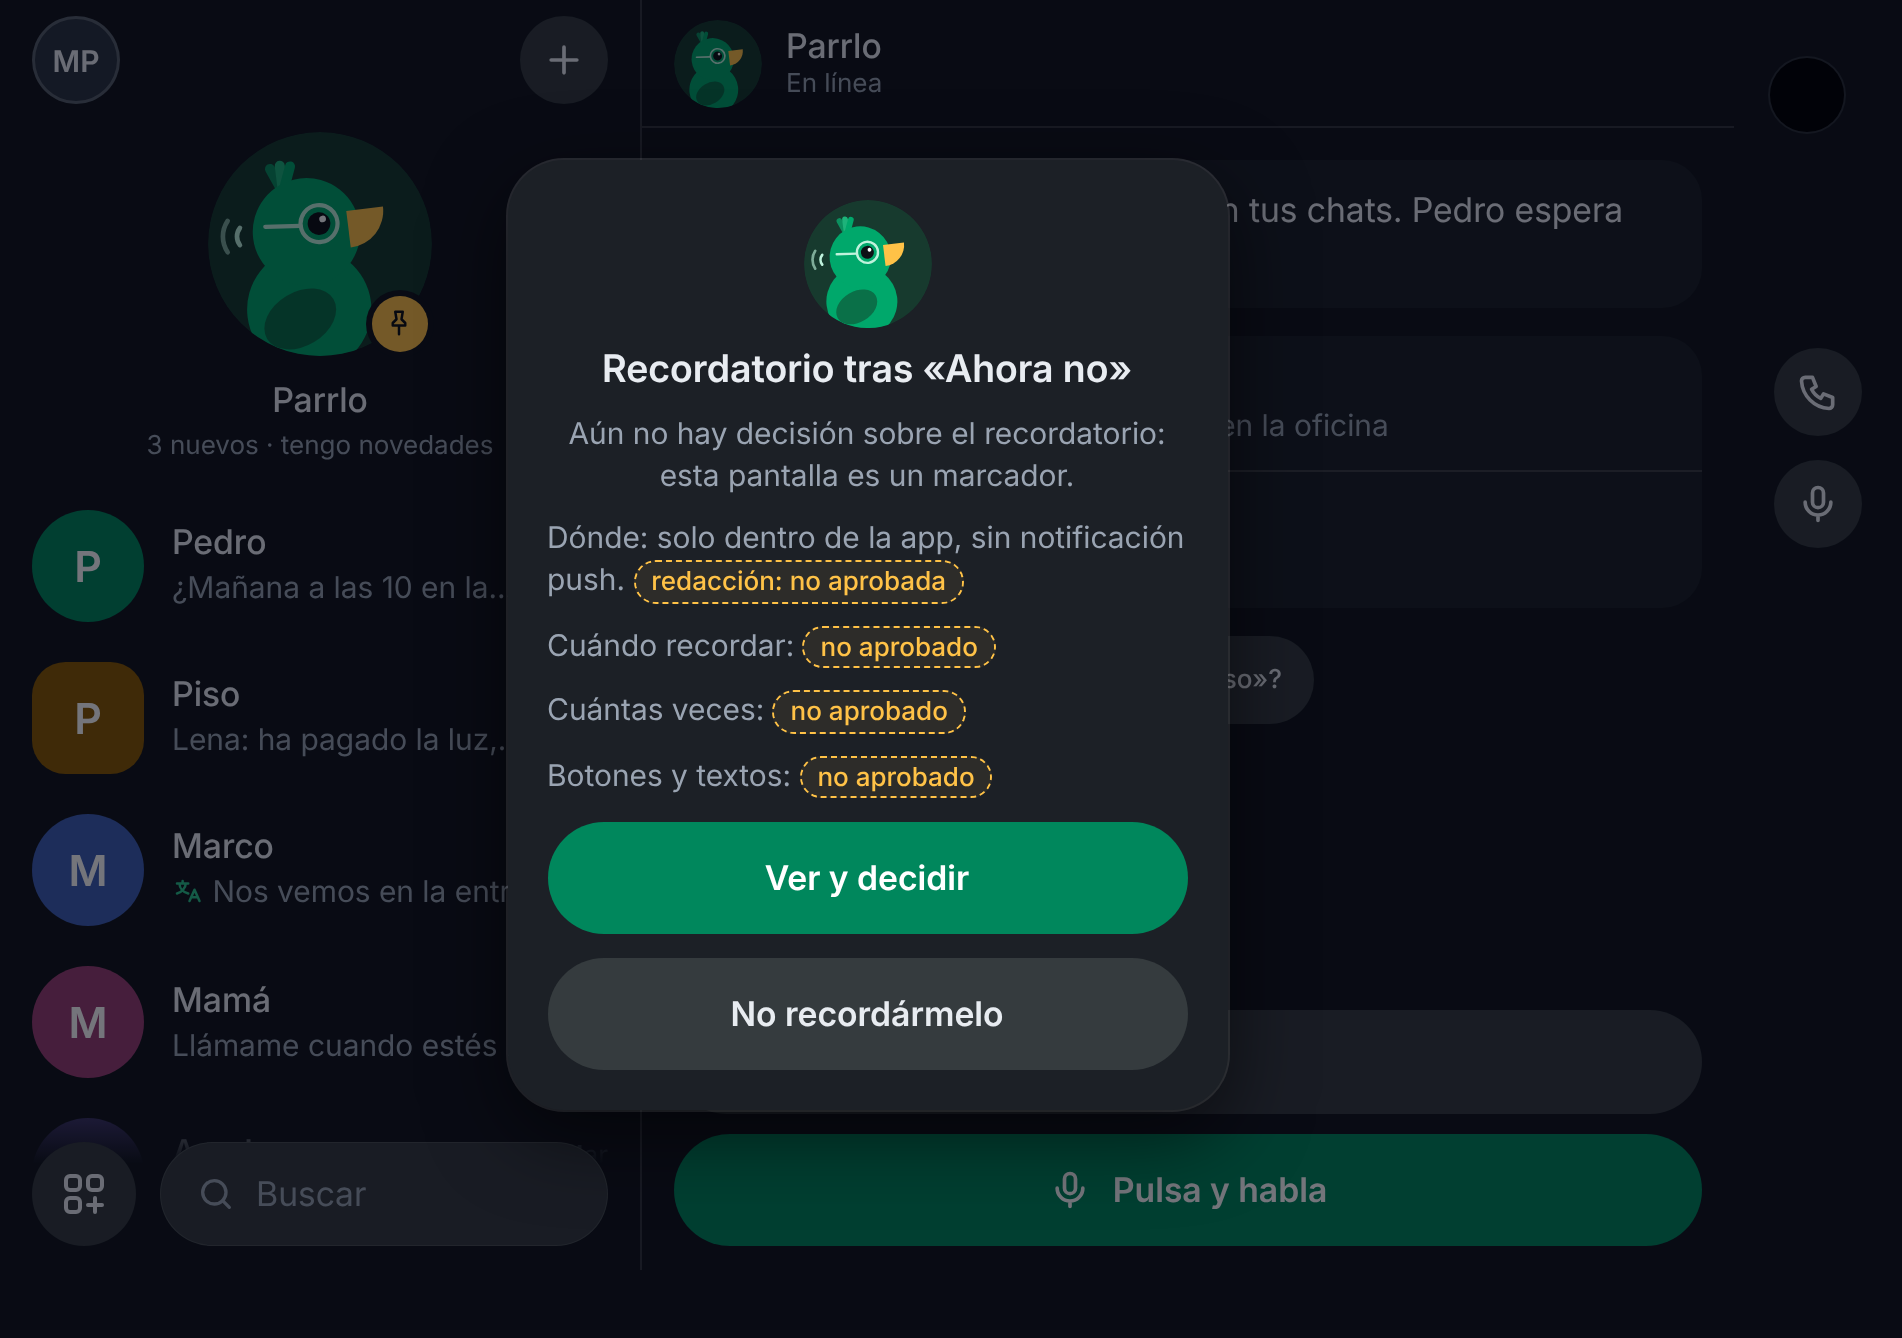 MP
Parrlo
En línea
Parrlo
3 nuevos · tengo novedades
P
Pedro
¿Mañana a las 10 en la...
P
Piso
Lena: ha pagado la luz,.
M
Marco
Nos vemos en la entr
M
Mamá
Llámame cuando estés
Buscar
tus chats. Pedro espera
en la oficina
so»?
Recordatorio tras «Ahora no»
Aún no hay decisión sobre el recordatorio:
esta pantalla es un marcador.
Dónde: solo dentro de la app, sin notificación
push. redacción: no aprobada
Cuándo recordar: no aprobado
Cuántas veces: no aprobado
Botones y textos: no aprobado
Ver y decidir
No recordármelo
Pulsa y habla